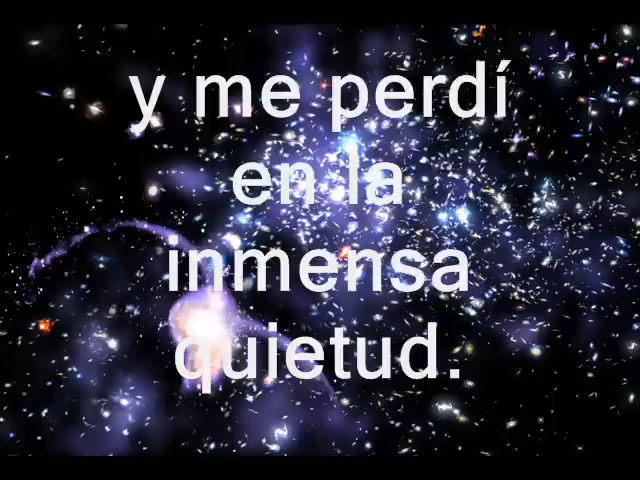 y me perdí
en la
inmensa
quietud.